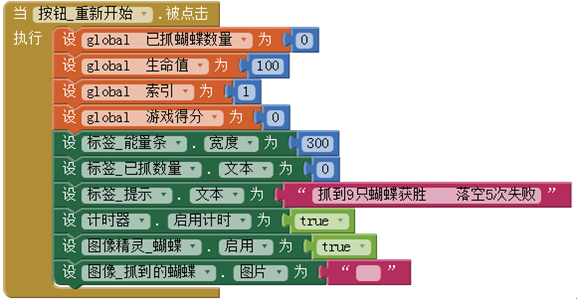 当 按钮_重新开始 .被点击
执行 设 global 已抓蝴蝶数量 为 0
设 global 生命值 为 100
设 global 索引 为 1
设 global 游戏得分 为 0
设 标签_能量条 . 宽度 为 300
设 标签_已抓数量 . 文本 为 0
设 标签_提示 . 文本 为 “ 抓到9只蝴蝶获胜 落空5次失败 ”
设 计时器 . 启用计时 为 true
设 图像精灵_蝴蝶 . 启用 为 true
设 图像_抓到的蝴蝶 . 图片 为 “ ”